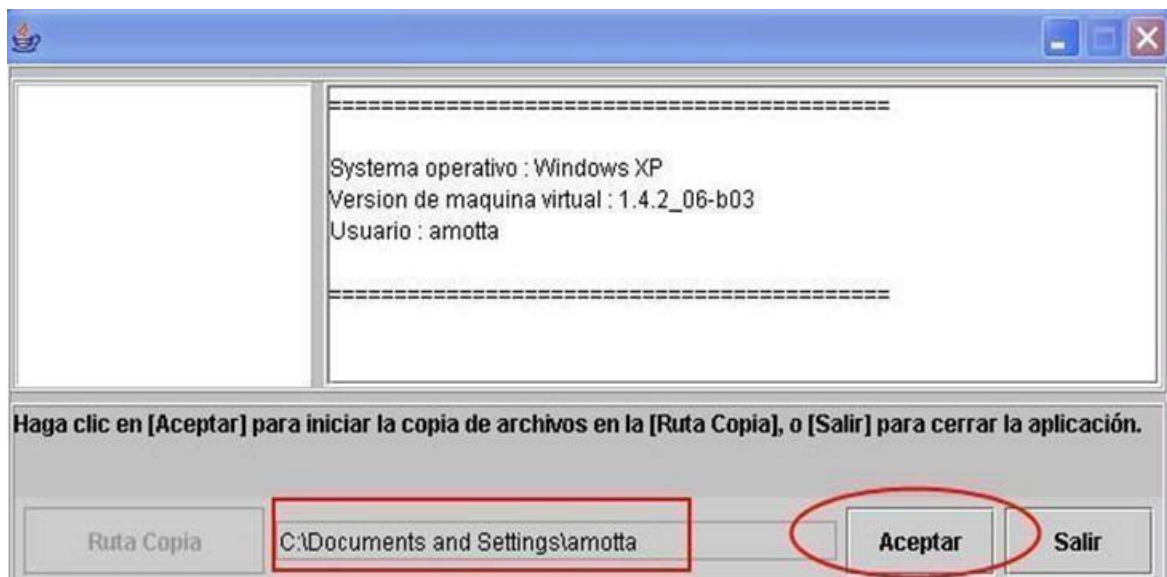 ===========================================
Systema operativo : Windows XP
Version de maquina virtual : 1.4.2_06-b03
Usuario : amotta
===========================================
Haga clic en [Aceptar] para iniciar la copia de archivos en la [Ruta Copia], o [Salir] para cerrar la aplicación.
Ruta Copia C:\Documents and Settings\amotta Aceptar Salir